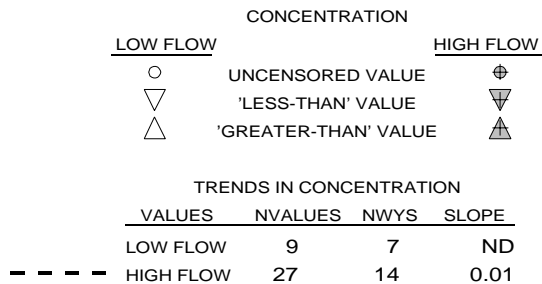 CONCENTRATION
LOW FLOW HIGH FLOW
UNCENSORED VALUE
'LESS-THAN' VALUE
'GREATER-THAN' VALUE
TRENDS IN CONCENTRATION
VALUES NVALUES NWYS SLOPE
LOW FLOW 9 7 ND
HIGH FLOW 27 14 0.01